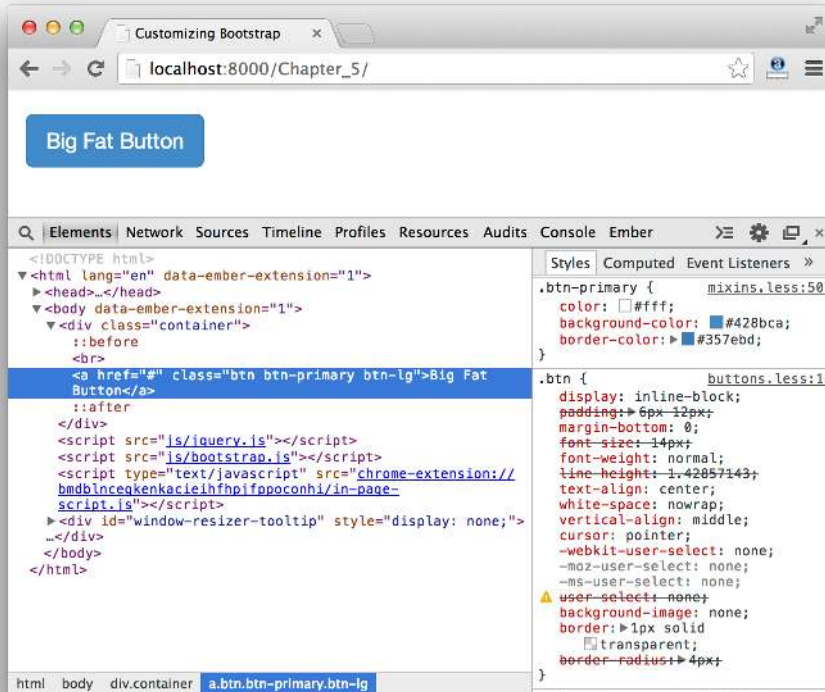 Customizing Bootstrap ×
localhost:8000/Chapter_5/
Big Fat Button
Elements Network Sources Timeline Profiles Resources Audits Console Ember
<!DOCTYPE html>
▼<html lang="en" data-ember-extension="1">
▶<head>…</head>
▼<body data-ember-extension="1">
▼<div class="container">
::before
<br>
<a href="#" class="btn btn-primary btn-lg">Big Fat
Button</a>
::after
</div>
<script src="js/jquery.js"></script>
<script src="js/bootstrap.js"></script>
<script type="text/javascript" src="chrome-extension://
bmdblncegkenkacieihfhpjfppoconhi/in-page-
script.js"></script>
▶<div id="window-resizer-tooltip" style="display: none;">
…</div>
</body>
</html>
html body div.container a.btn.btn-primary.btn-lg
Styles Computed Event Listeners »
.btn-primary { mixins.less:50
color: #fff;
background-color: #428bca;
border-color:▶ #357ebd;
}
.btn { buttons.less:1
display: inline-block;
padding:▶6px 12px;
margin-bottom: 0;
font-size: 14px;
font-weight: normal;
line-height: 1.42857143;
text-align: center;
white-space: nowrap;
vertical-align: middle;
cursor: pointer;
-webkit-user-select: none;
-moz-user-select: none;
-ms-user-select: none;
user-select: none;
background-image: none;
border:▶1px solid
transparent;
border-radius:▶4px;
}